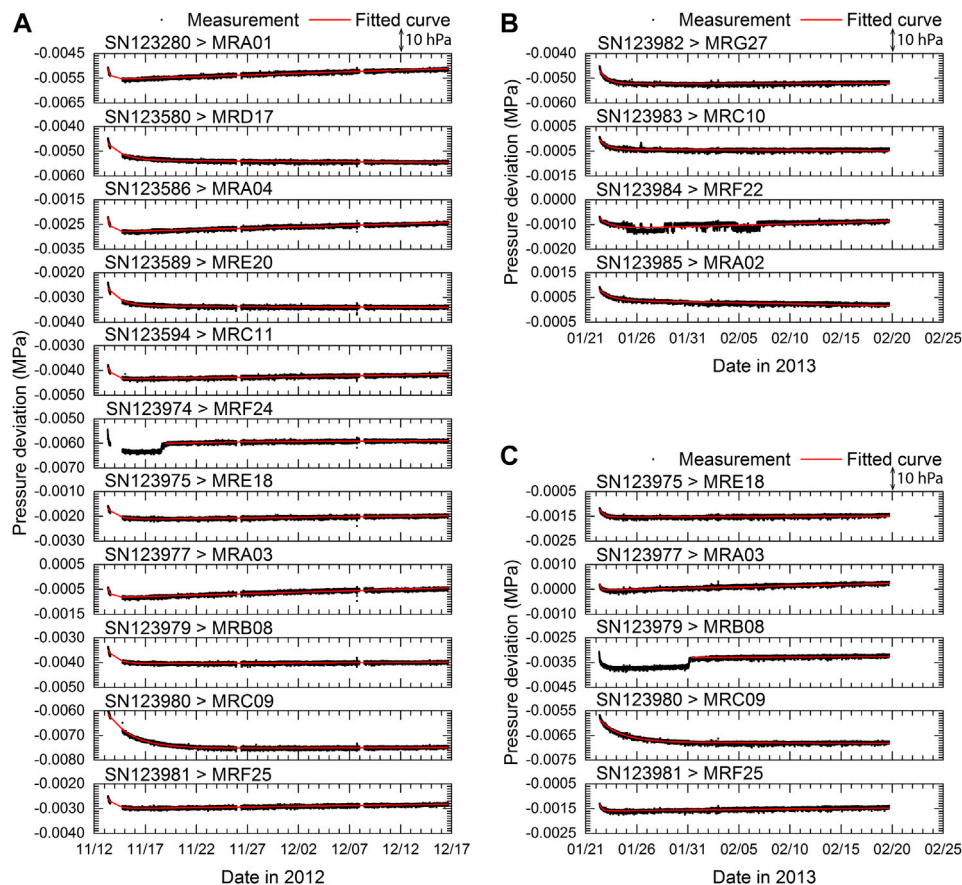 A
Measurement Fitted curve
10 hPa
SN123280 > MRA01
-0.0045
-0.0055
-0.0065
SN123580 > MRD17
-0.0040
-0.0050
-0.0060
SN123586 > MRA04
-0.0015
-0.0025
-0.0035
SN123589 > MRE20
-0.0020
-0.0030
-0.0040
SN123594 > MRC11
-0.0030
-0.0040
-0.0050
SN123974 > MRF24
-0.0050
-0.0060
-0.0070
SN123975 > MRE18
-0.0010
-0.0020
-0.0030
SN123977 > MRA03
0.0005
-0.0005
-0.0015
SN123979 > MRB08
-0.0030
-0.0040
-0.0050
SN123980 > MRC09
-0.0060
-0.0070
-0.0080
SN123981 > MRF25
-0.0020
-0.0030
-0.0040
Pressure deviation (MPa)
11/12 11/17 11/22 11/27 12/02 12/07 12/12 12/17
Date in 2012
B
Measurement Fitted curve
10 hPa
SN123982 > MRG27
-0.0040
-0.0050
-0.0060
SN123983 > MRC10
0.0005
-0.0005
-0.0015
SN123984 > MRF22
0.0000
-0.0010
-0.0020
SN123985 > MRA02
0.0015
0.0005
-0.0005
Pressure deviation (MPa)
01/21 01/26 01/31 02/05 02/10 02/15 02/20 02/25
Date in 2013
C
Measurement Fitted curve
10 hPa
SN123975 > MRE18
-0.0005
-0.0015
-0.0025
SN123977 > MRA03
0.0010
0.0000
-0.0010
SN123979 > MRB08
-0.0025
-0.0035
-0.0045
SN123980 > MRC09
-0.0055
-0.0065
-0.0075
SN123981 > MRF25
-0.0005
-0.0015
-0.0025
Pressure deviation (MPa)
01/21 01/26 01/31 02/05 02/10 02/15 02/20 02/25
Date in 2013